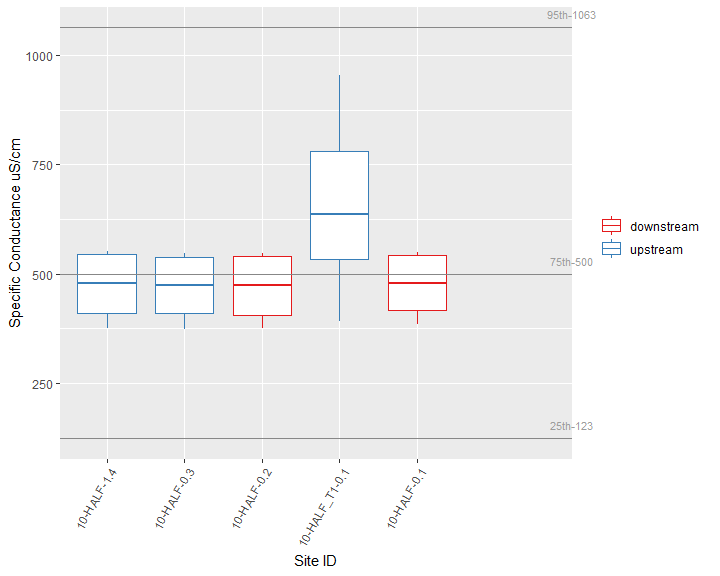 95th-1063
1000
750
500
250
75th-500
25th-123
Specific Conductance uS/cm
10-HALF-1.4
10-HALF-0.3
10-HALF-0.2
10-HALF_T1-0.1
10-HALF-0.1
Site ID
downstream
upstream